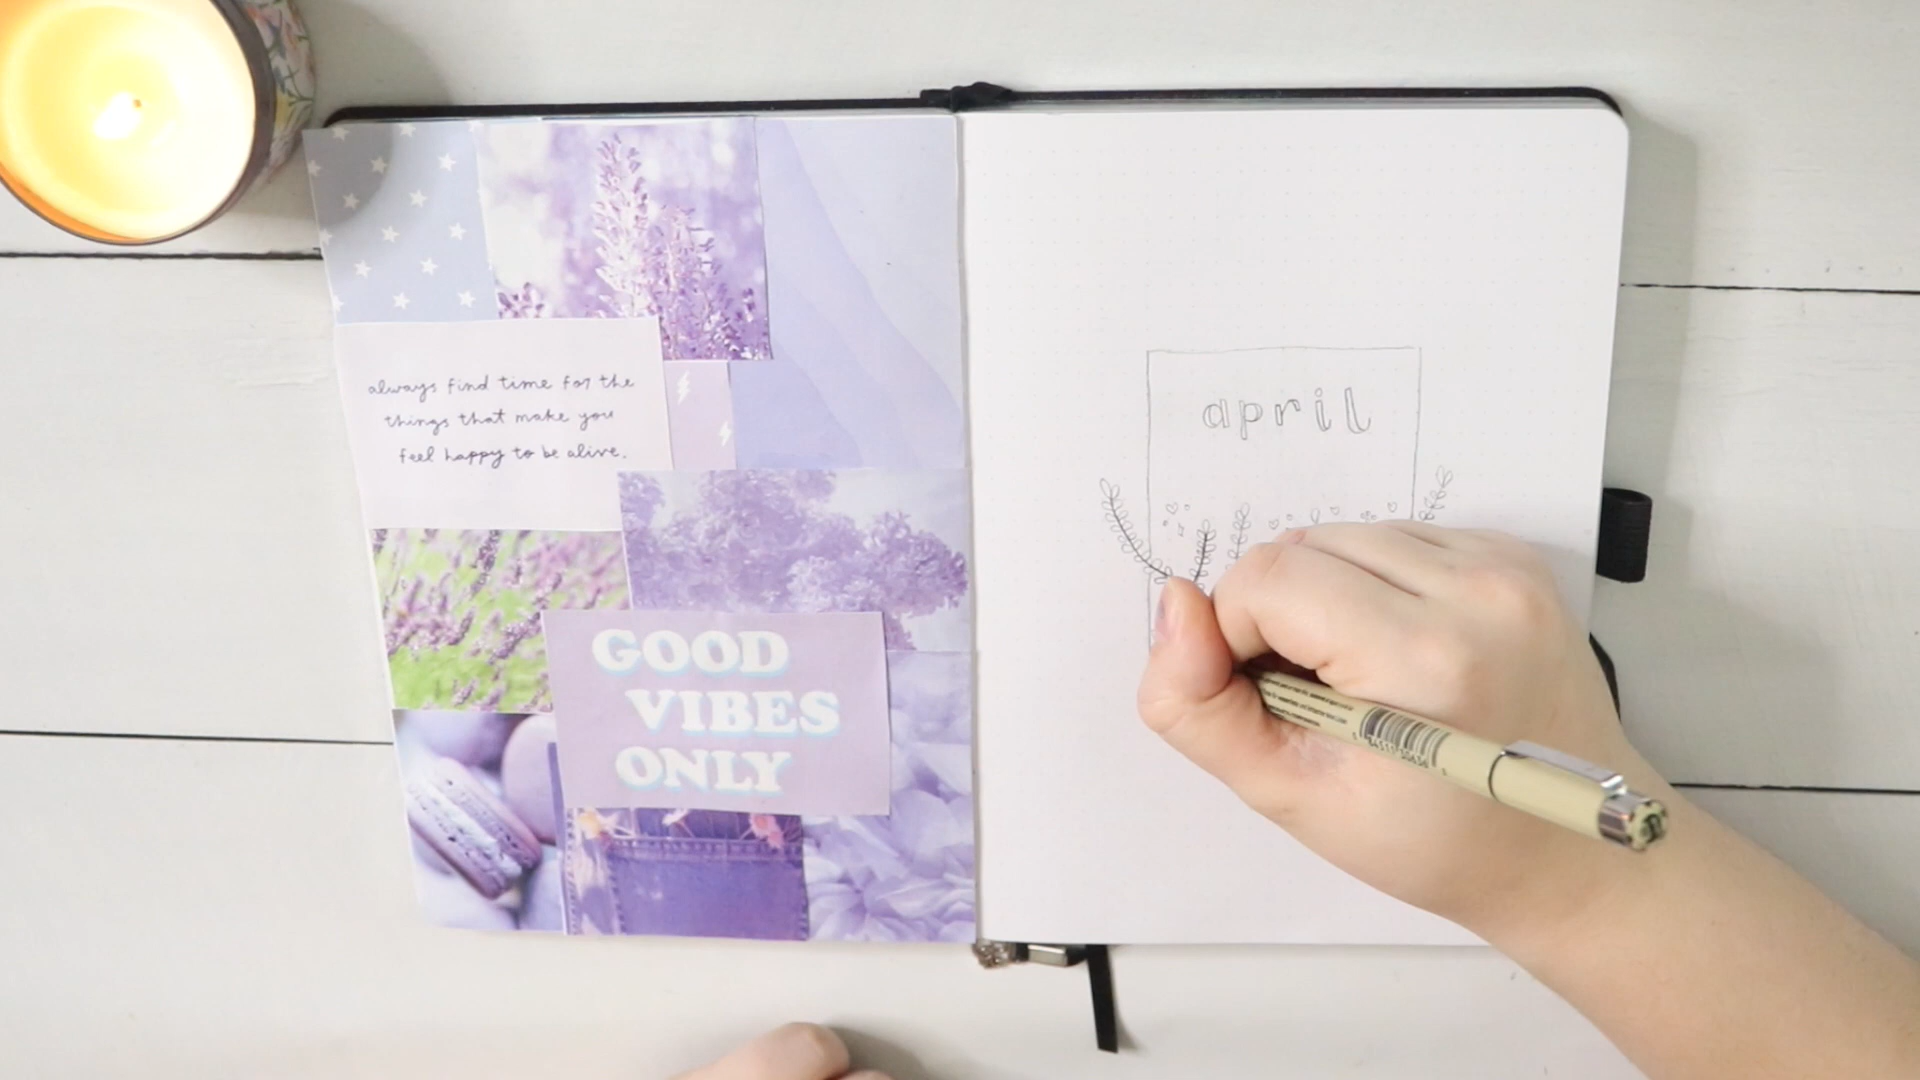 always find time for the
things that make you
feel happy to be alive.
GOOD
VIBES
ONLY
april